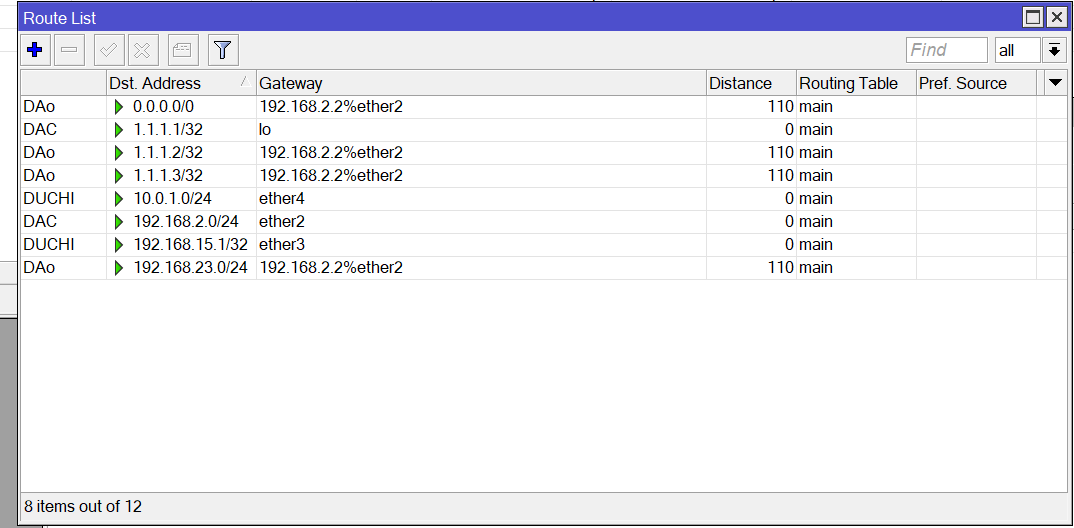 Route List
Find all
Dst. Address Gateway Distance Routing Table Pref. Source
DAo 0.0.0.0/0 192.168.2.2%ether2 110 main
DAC 1.1.1.1/32 lo 0 main
DAo 1.1.1.2/32 192.168.2.2%ether2 110 main
DAo 1.1.1.3/32 192.168.2.2%ether2 110 main
DUCHI 10.0.1.0/24 ether4 0 main
DAC 192.168.2.0/24 ether2 0 main
DUCHI 192.168.15.1/32 ether3 0 main
DAo 192.168.23.0/24 192.168.2.2%ether2 110 main
8 items out of 12